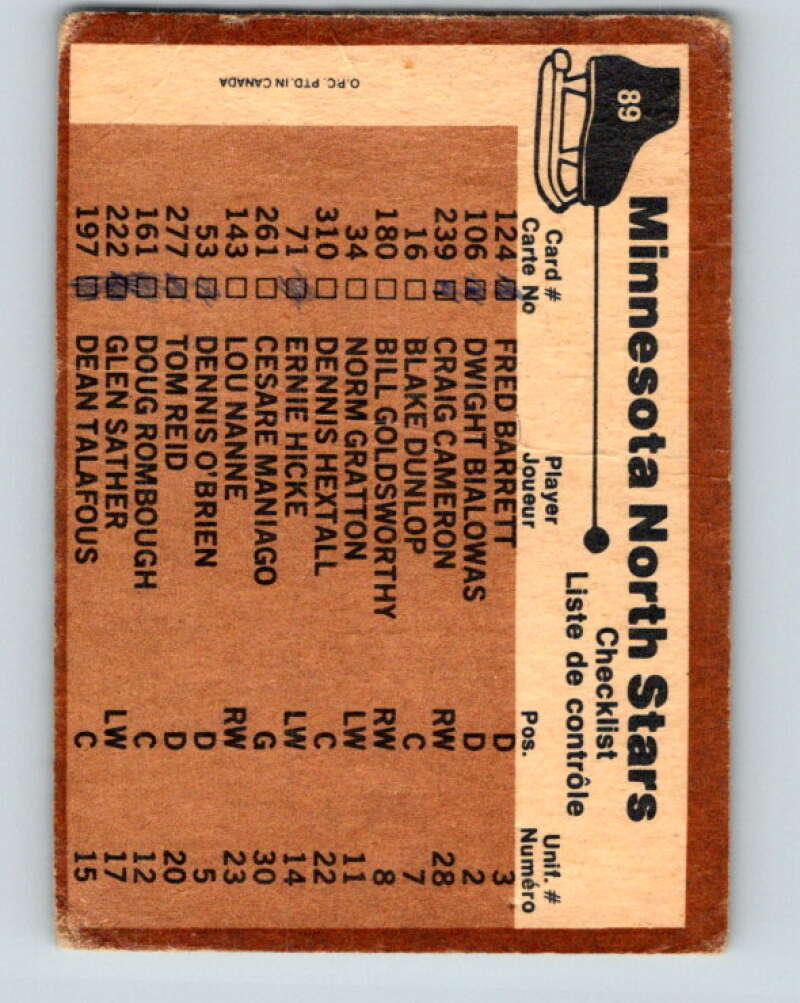 89
Minnesota North Stars
Checklist
Liste de contrôle
Card # Player Pos. Unif. #
Carte No Joueur Numéro
124 FRED BARRETT D 3
106 DWIGHT BIALOWAS D 2
239 CRAIG CAMERON RW 28
16 BLAKE DUNLOP C 7
180 BILL GOLDSWORTHY RW 8
34 NORM GRATTON LW 11
310 DENNIS HEXTALL C 22
71 ERNIE HICKE LW 14
261 CESARE MANIAGO G 30
143 LOU NANNE RW 23
53 DENNIS O'BRIEN D 5
277 TOM REID D 20
161 DOUG ROMBOUGH C 12
222 GLEN SATHER LW 17
197 DEAN TALAFOUS C 15
O.P.C. PTD. IN CANADA